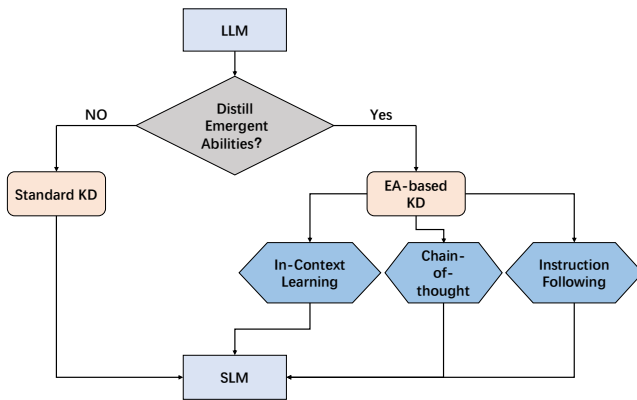 LLM
Distill
Emergent
Abilities?
NO
Yes
Standard KD
EA-based
KD
In-Context
Learning
Chain-
of-
thought
Instruction
Following
SLM